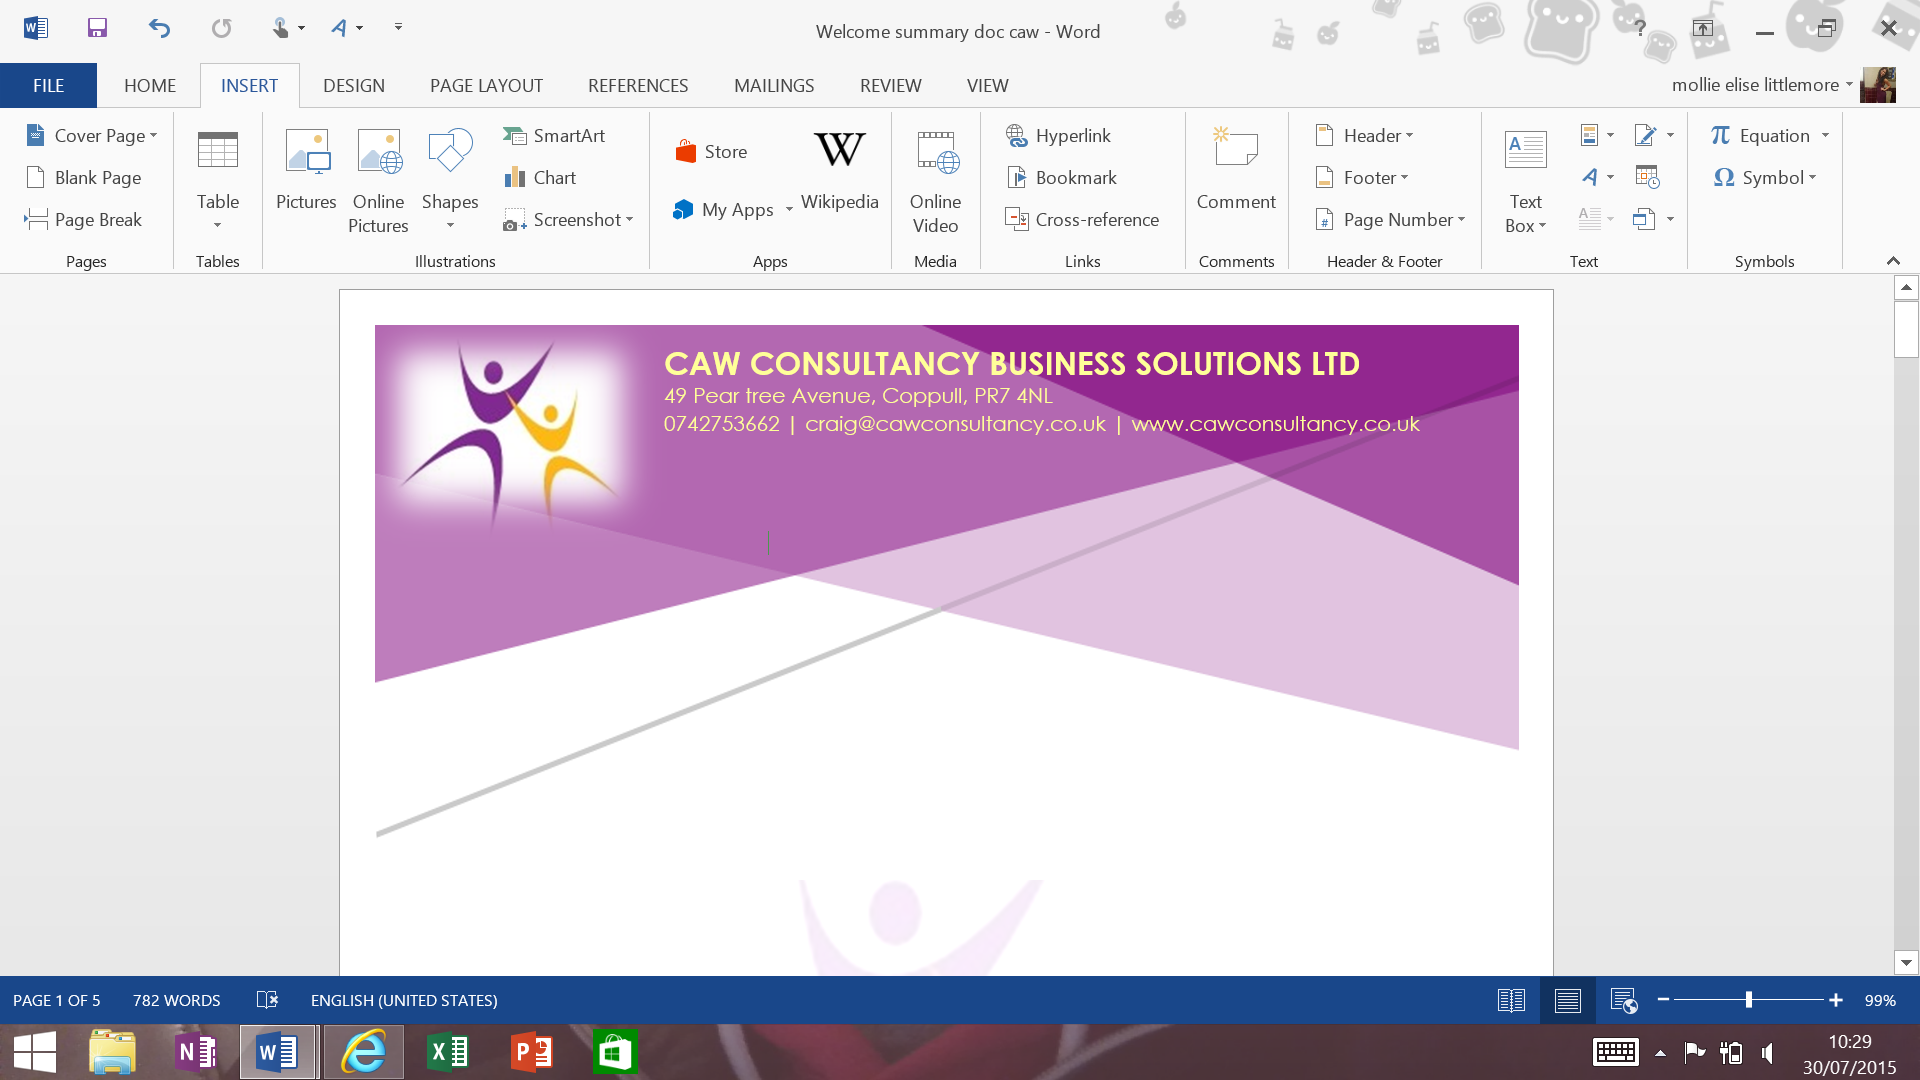 Welcome summary doc caw - Word
?
FILE HOME INSERT DESIGN PAGE LAYOUT REFERENCES MAILINGS REVIEW VIEW
mollie elise littlemore
Cover Page
Blank Page
Page Break
Pages
Table
Tables
Pictures
Online Pictures
Shapes
SmartArt
Chart
Screenshot
Illustrations
Store
My Apps
Wikipedia
Apps
Online Video
Media
Hyperlink
Bookmark
Cross-reference
Links
Comment
Comments
Header
Footer
Page Number
Header & Footer
Text Box
Text
Equation
Symbol
Symbols
CAW CONSULTANCY BUSINESS SOLUTIONS LTD
49 Pear tree Avenue, Coppull, PR7 4NL
0742753662 | craig@cawconsultancy.co.uk | www.cawconsultancy.co.uk
PAGE 1 OF 5 782 WORDS ENGLISH (UNITED STATES) 99%
10:29
30/07/2015